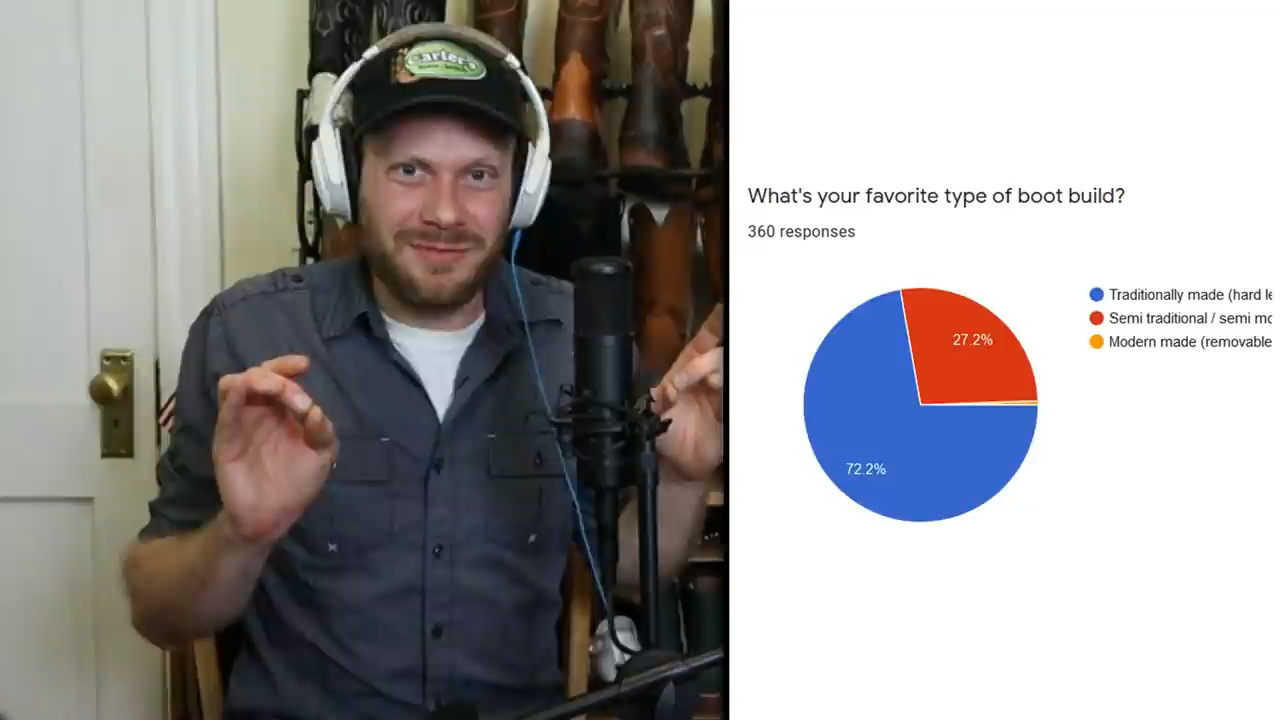 Carter's
What's your favorite type of boot build?
360 responses
27.2%
72.2%
Traditionally made (hard le
Semi traditional / semi mo
Modern made (removable